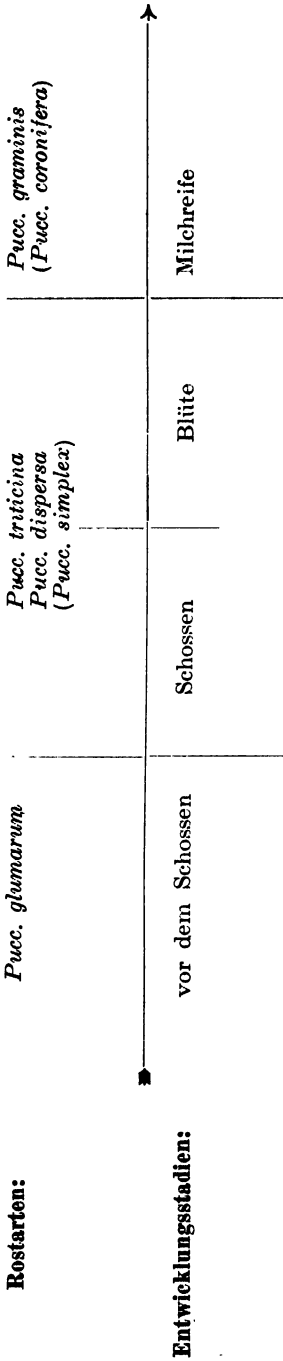 Rostarten:
Pucc. glumarum
Pucc. triticina
Pucc. dispersa
(Pucc. simplex)
Pucc. graminis
(Pucc. coronifera)
Entwicklungsstadien:
vor dem Schossen
Schossen
Blüte
Milchreife